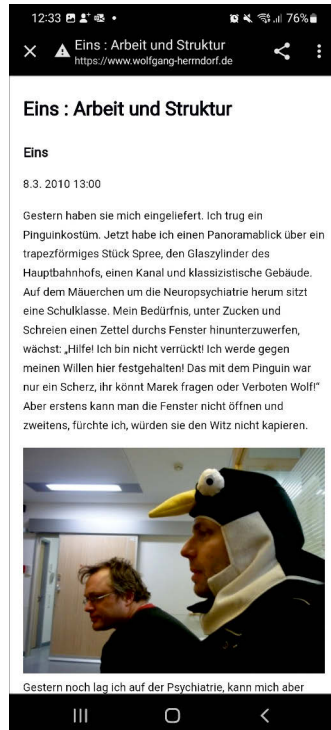 12:33
76%
Eins : Arbeit und Struktur
https://www.wolfgang-herrndorf.de
Eins : Arbeit und Struktur
Eins
8.3. 2010 13:00
Gestern haben sie mich eingeliefert. Ich trug ein
Pinguinkostüm. Jetzt habe ich einen Panoramablick über ein
trapezförmiges Stück Spree, den Glaszylinder des
Hauptbahnhofs, einen Kanal und klassizistische Gebäude.
Auf dem Mäuerchen um die Neuropsychiatrie herum sitzt
eine Schulklasse. Mein Bedürfnis, unter Zucken und
Schreien einen Zettel durchs Fenster hinunterzuwerfen,
wächst: „Hilfe! Ich bin nicht verrückt! Ich werde gegen
meinen Willen hier festgehalten! Das mit dem Pinguin war
nur ein Scherz, ihr könnt Marek fragen oder Verboten Wolf!“
Aber erstens kann man die Fenster nicht öffnen und
zweitens, fürchte ich, würden sie den Witz nicht kapieren.
Gestern noch lag ich auf der Psychiatrie, kann mich aber